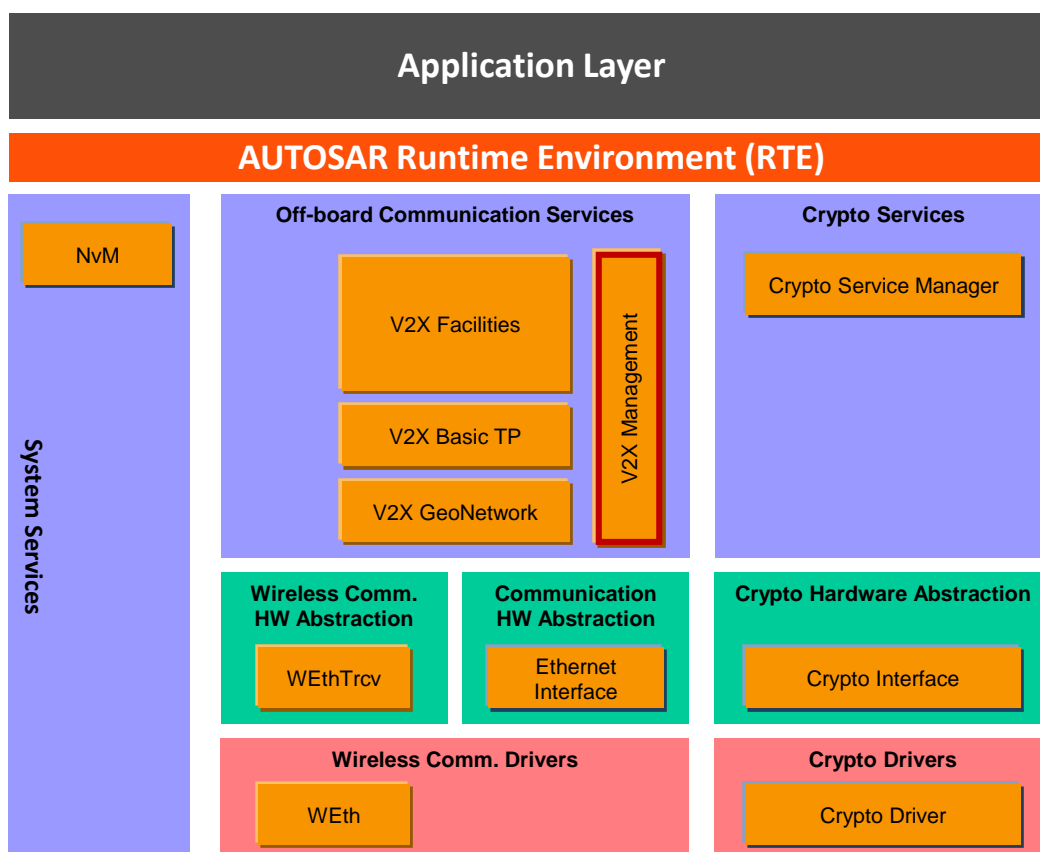 Application Layer
AUTOSAR Runtime Environment (RTE)
System Services
NvM
Off-board Communication Services
V2X Facilities
V2X Basic TP
V2X GeoNetwork
V2X Management
Crypto Services
Crypto Service Manager
Wireless Comm.
HW Abstraction
WEthTrcv
Communication
HW Abstraction
Ethernet
Interface
Crypto Hardware Abstraction
Crypto Interface
Wireless Comm. Drivers
WEth
Crypto Drivers
Crypto Driver